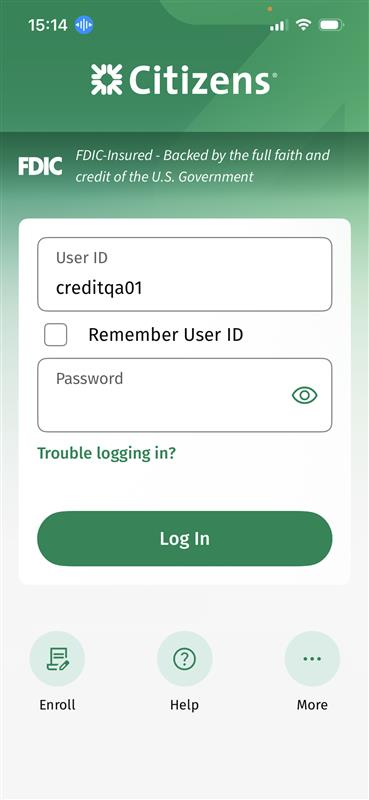 15:14
Citizens®
FDIC
FDIC-Insured - Backed by the full faith and
credit of the U.S. Government
User ID
creditqa01
Remember User ID
Password
Trouble logging in?
Log In
Enroll
Help
More